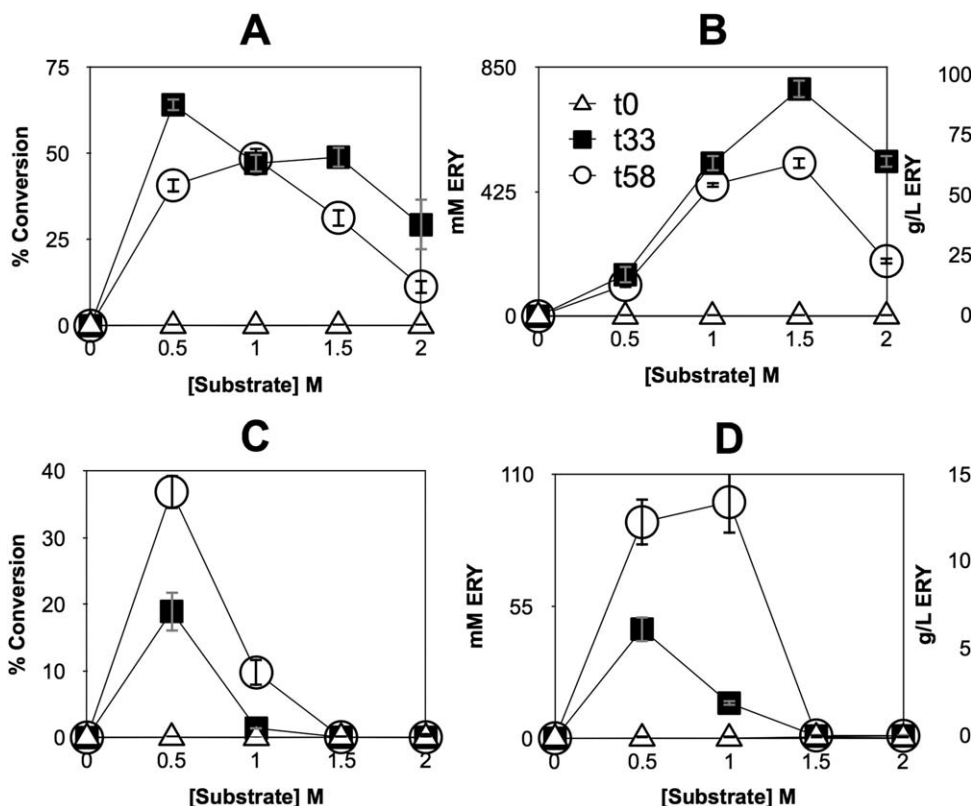 A
75
50
25
0
% Conversion
0 0.5 1 1.5 2
[Substrate] M
B
850
425
0
mM ERY
100
75
50
25
0
g/L ERY
t0
t33
t58
0 0.5 1 1.5 2
[Substrate] M
C
40
30
20
10
0
% Conversion
0 0.5 1 1.5 2
[Substrate] M
D
110
55
0
mM ERY
15
10
5
0
g/L ERY
0 0.5 1 1.5 2
[Substrate] M